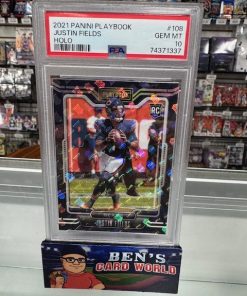 2021 PANINI PLAYBOOK #108
JUSTIN FIELDS GEM MT
HOLO 10
PSA 74371337
RC
JUSTIN FIELDS
BEN'S
CARD WORLD